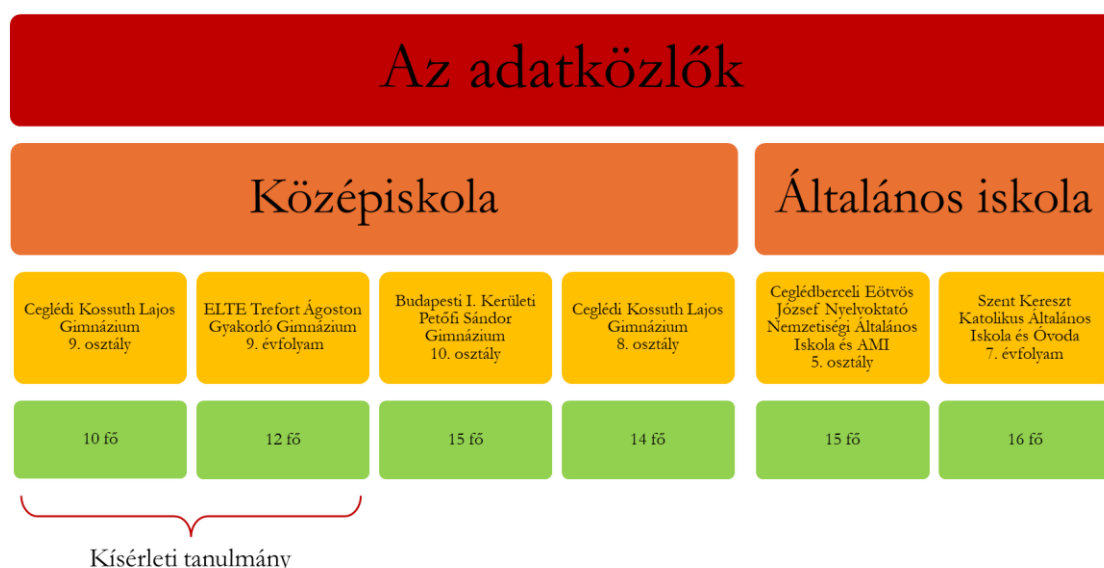 Az adatközlők
Középiskola
Általános iskola
Ceglédi Kossuth Lajos
Gimnázium
9. osztály
ELTE Trefort Ágoston
Gyakorló Gimnázium
9. évfolyam
Budapesti I. Kerületi
Petőfi Sándor
Gimnázium
10. osztály
Ceglédi Kossuth Lajos
Gimnázium
8. osztály
Ceglédberceli Eötvös
József Nyelvoktató
Nemzetiségi Általános
Iskola és AMI
5. osztály
Szent Kereszt
Katolikus Általános
Iskola és Óvoda
7. évfolyam
10 fő
12 fő
15 fő
14 fő
15 fő
16 fő
Kísérleti tanulmány